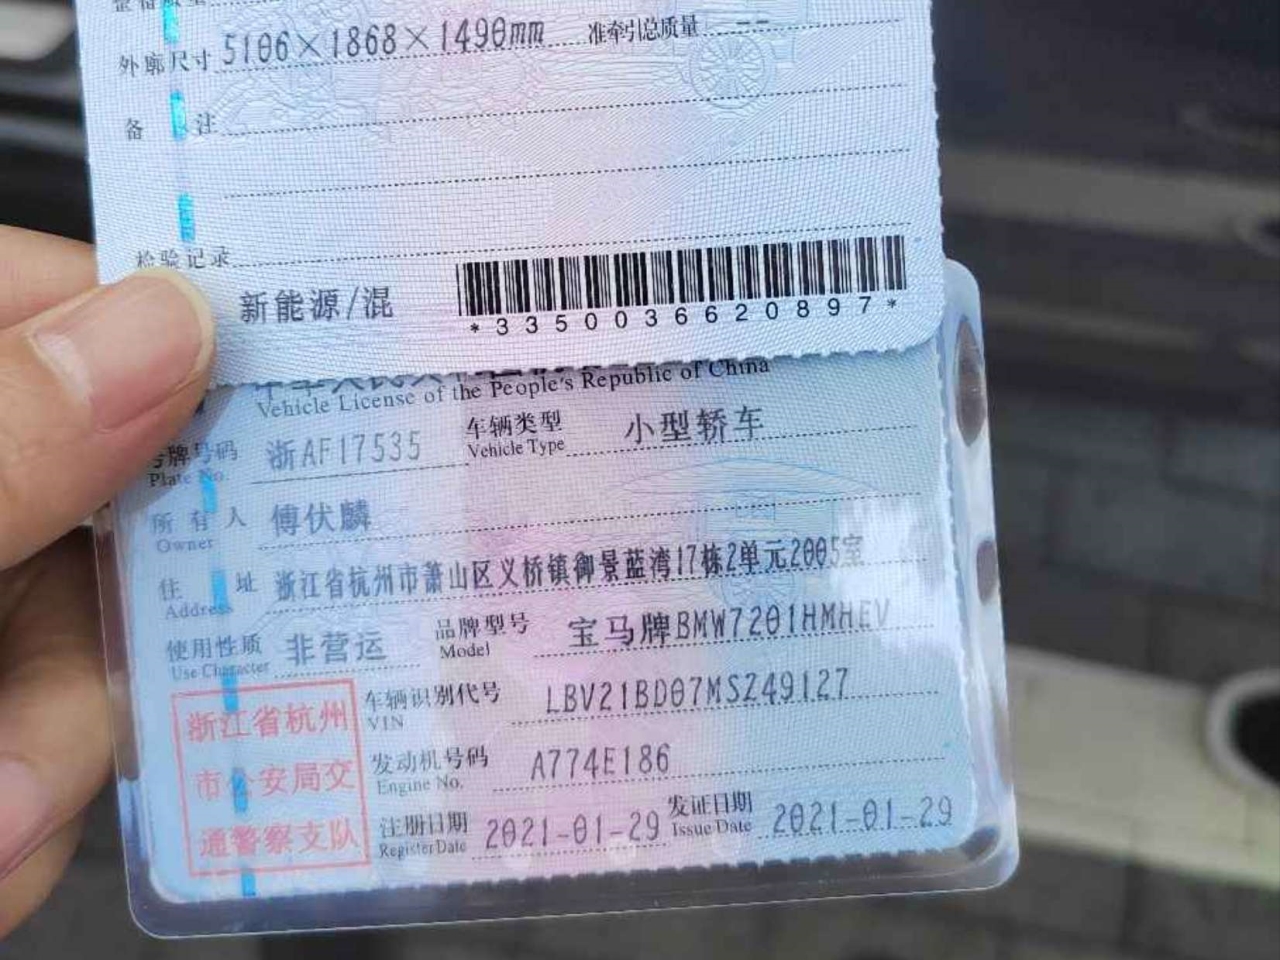 外廓尺寸 5106×1868×1490mm 准牵引总质量 --
备 注
检验记录
新能源/混
*3350036620897*
Vehicle License of the People's Republic of China
号牌号码 浙AF17535 车辆类型 小型轿车
Plate No. Vehicle Type
所 有 人 傅伏麟
Owner
住 址 浙江省杭州市萧山区义桥镇御景蓝湾17栋2单元2005室
Address
使用性质 非营运 品牌型号 宝马牌BMW7201HMHEV
Use Character Model
车辆识别代号 LBV21BD07MSZ49127
VIN
发动机号码 A774E186
Engine No.
注册日期 2021-01-29 发证日期 2021-01-29
Register Date Issue Date
浙江省杭州
市公安局交
通警察支队